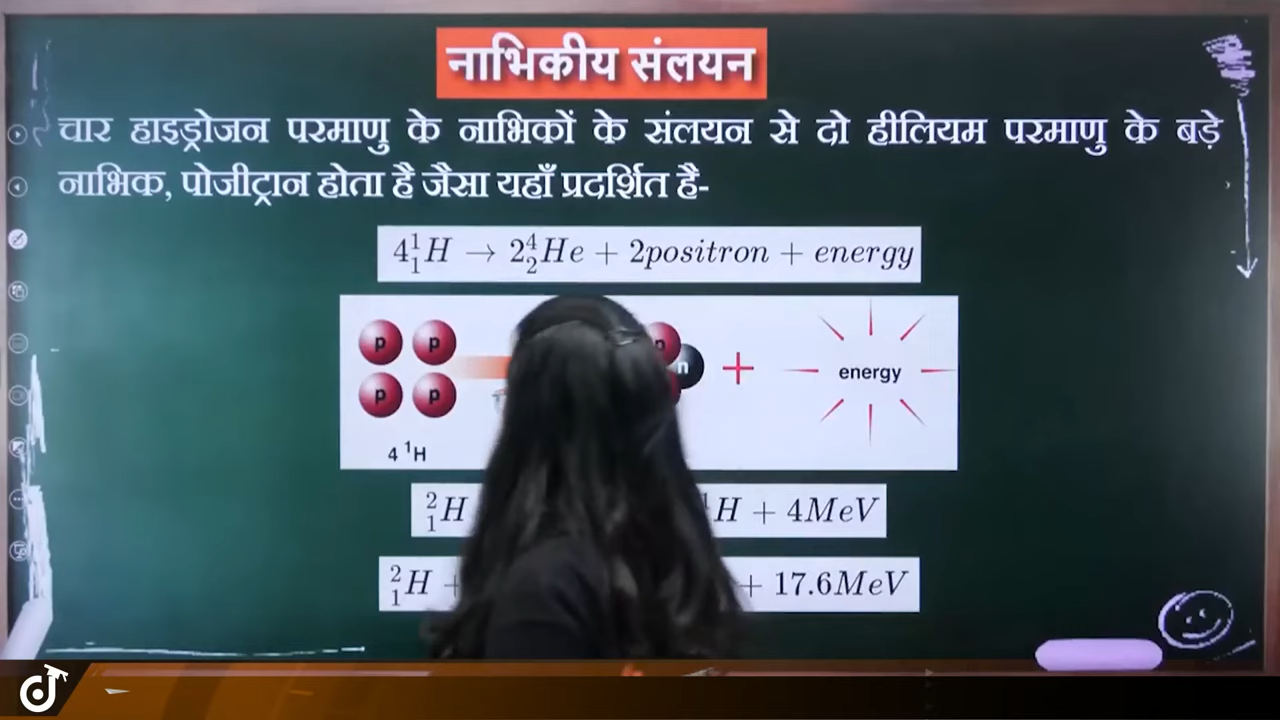 नाभिकीय संलयन
चार हाइड्रोजन परमाणु के नाभिकों के संलयन से दो हीलियम परमाणु के बड़े
नाभिक, पोजीट्रान होता है जैसा यहाँ प्रदर्शित है-
4¹₁H → 2⁴₂He + 2positron + energy
p p p n
p p + energy
4 ¹H
²₁H ¹H + 4MeV
²₁H + + 17.6MeV